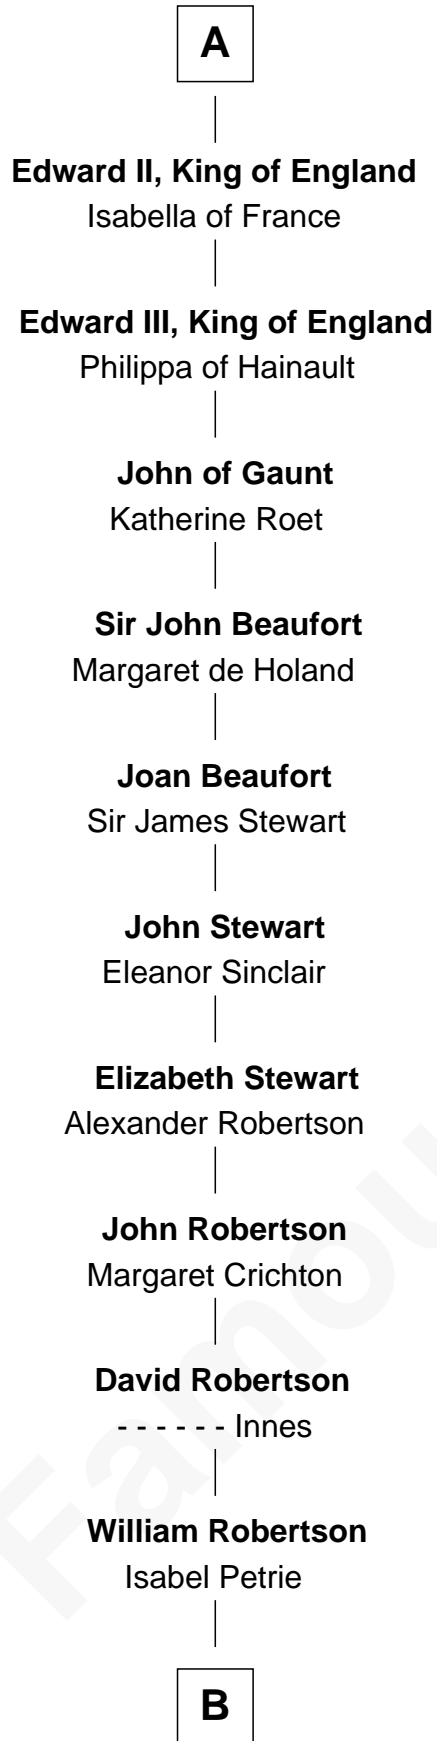 A
Edward II, King of England
Isabella of France
Edward III, King of England
Philippa of Hainault
John of Gaunt
Katherine Roet
Sir John Beaufort
Margaret de Holand
Joan Beaufort
Sir James Stewart
John Stewart
Eleanor Sinclair
Elizabeth Stewart
Alexander Robertson
John Robertson
Margaret Crichton
David Robertson
- - - - - - Innes
William Robertson
Isabel Petrie
B
Famou